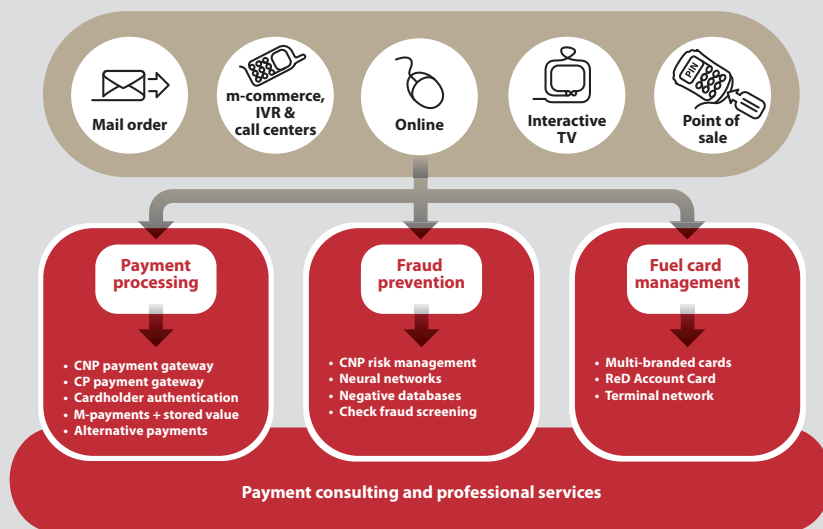 Mail order
m-commerce,
IVR &
call centers
Online
Interactive
TV
PIN
Point of
sale
Payment
processing
• CNP payment gateway
• CP payment gateway
• Cardholder authentication
• M-payments + stored value
• Alternative payments
Fraud
prevention
• CNP risk management
• Neural networks
• Negative databases
• Check fraud screening
Fuel card
management
• Multi-branded cards
• ReD Account Card
• Terminal network
Payment consulting and professional services